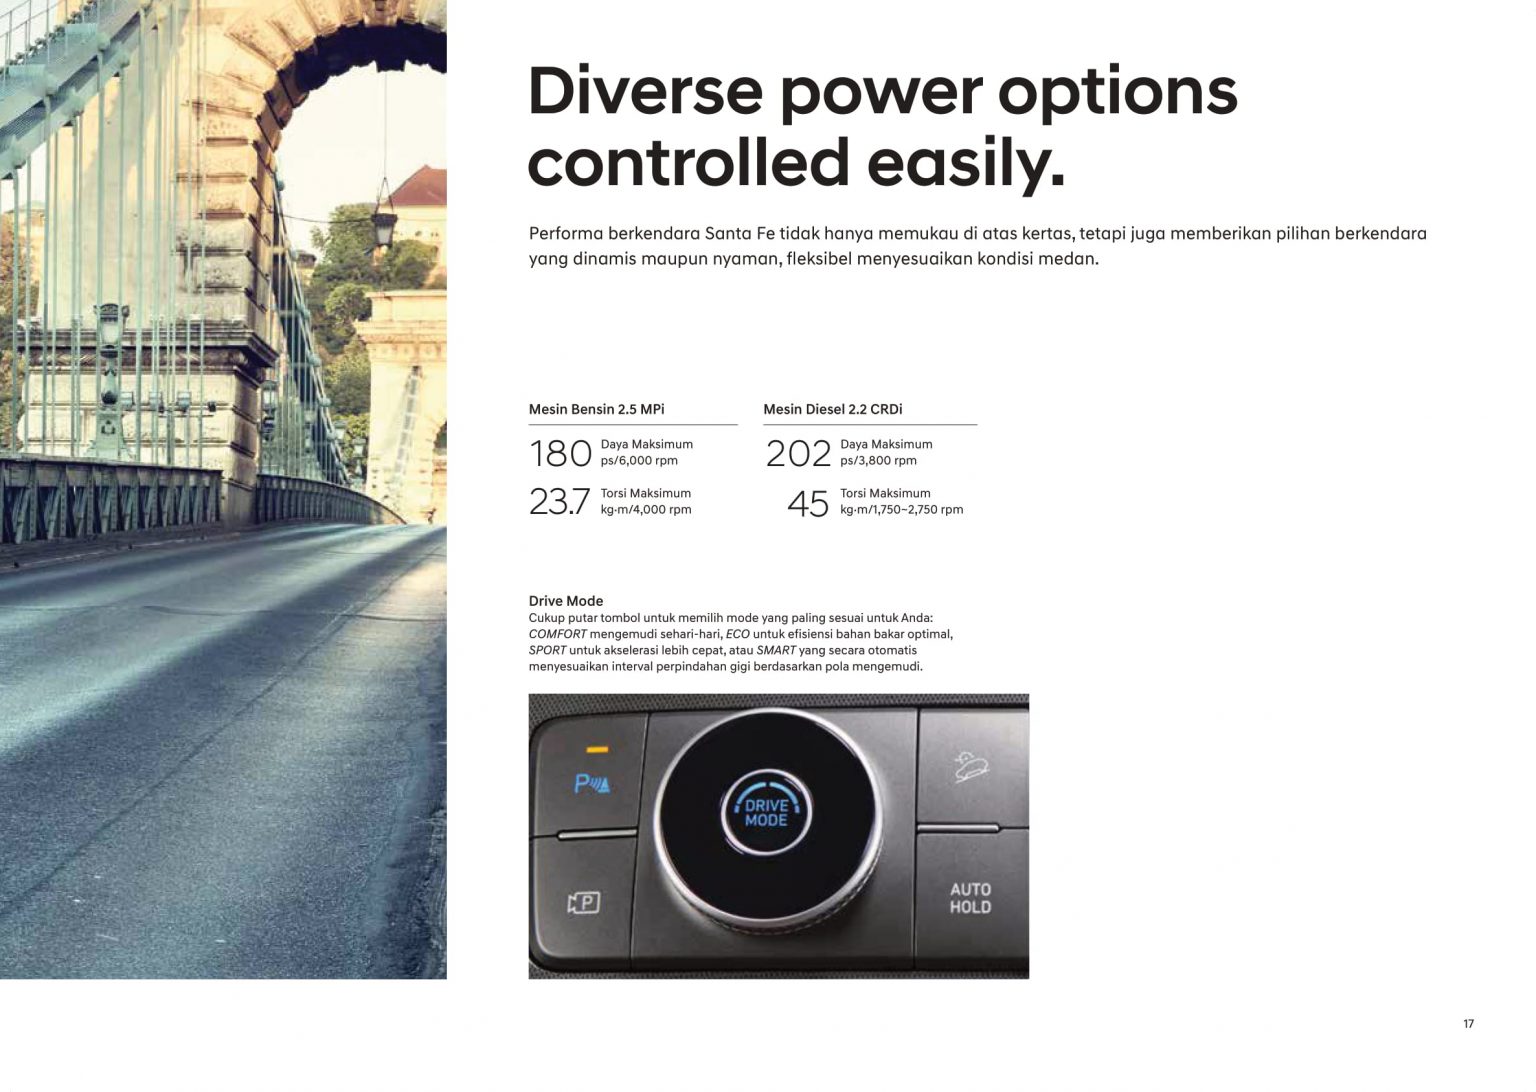 Diverse power options
controlled easily.
Performa berkendara Santa Fe tidak hanya memukau di atas kertas, tetapi juga memberikan pilihan berkendara
yang dinamis maupun nyaman, fleksibel menyesuaikan kondisi medan.
Mesin Bensin 2.5 MPi
180 Daya Maksimum
ps/6,000 rpm
23.7 Torsi Maksimum
kg·m/4,000 rpm
Mesin Diesel 2.2 CRDi
202 Daya Maksimum
ps/3,800 rpm
45 Torsi Maksimum
kg·m/1,750~2,750 rpm
Drive Mode
Cukup putar tombol untuk memilih mode yang paling sesuai untuk Anda:
COMFORT mengemudi sehari-hari, ECO untuk efisiensi bahan bakar optimal,
SPORT untuk akselerasi lebih cepat, atau SMART yang secara otomatis
menyesuaikan interval perpindahan gigi berdasarkan pola mengemudi.
P
DRIVE
MODE
P
AUTO
HOLD
17